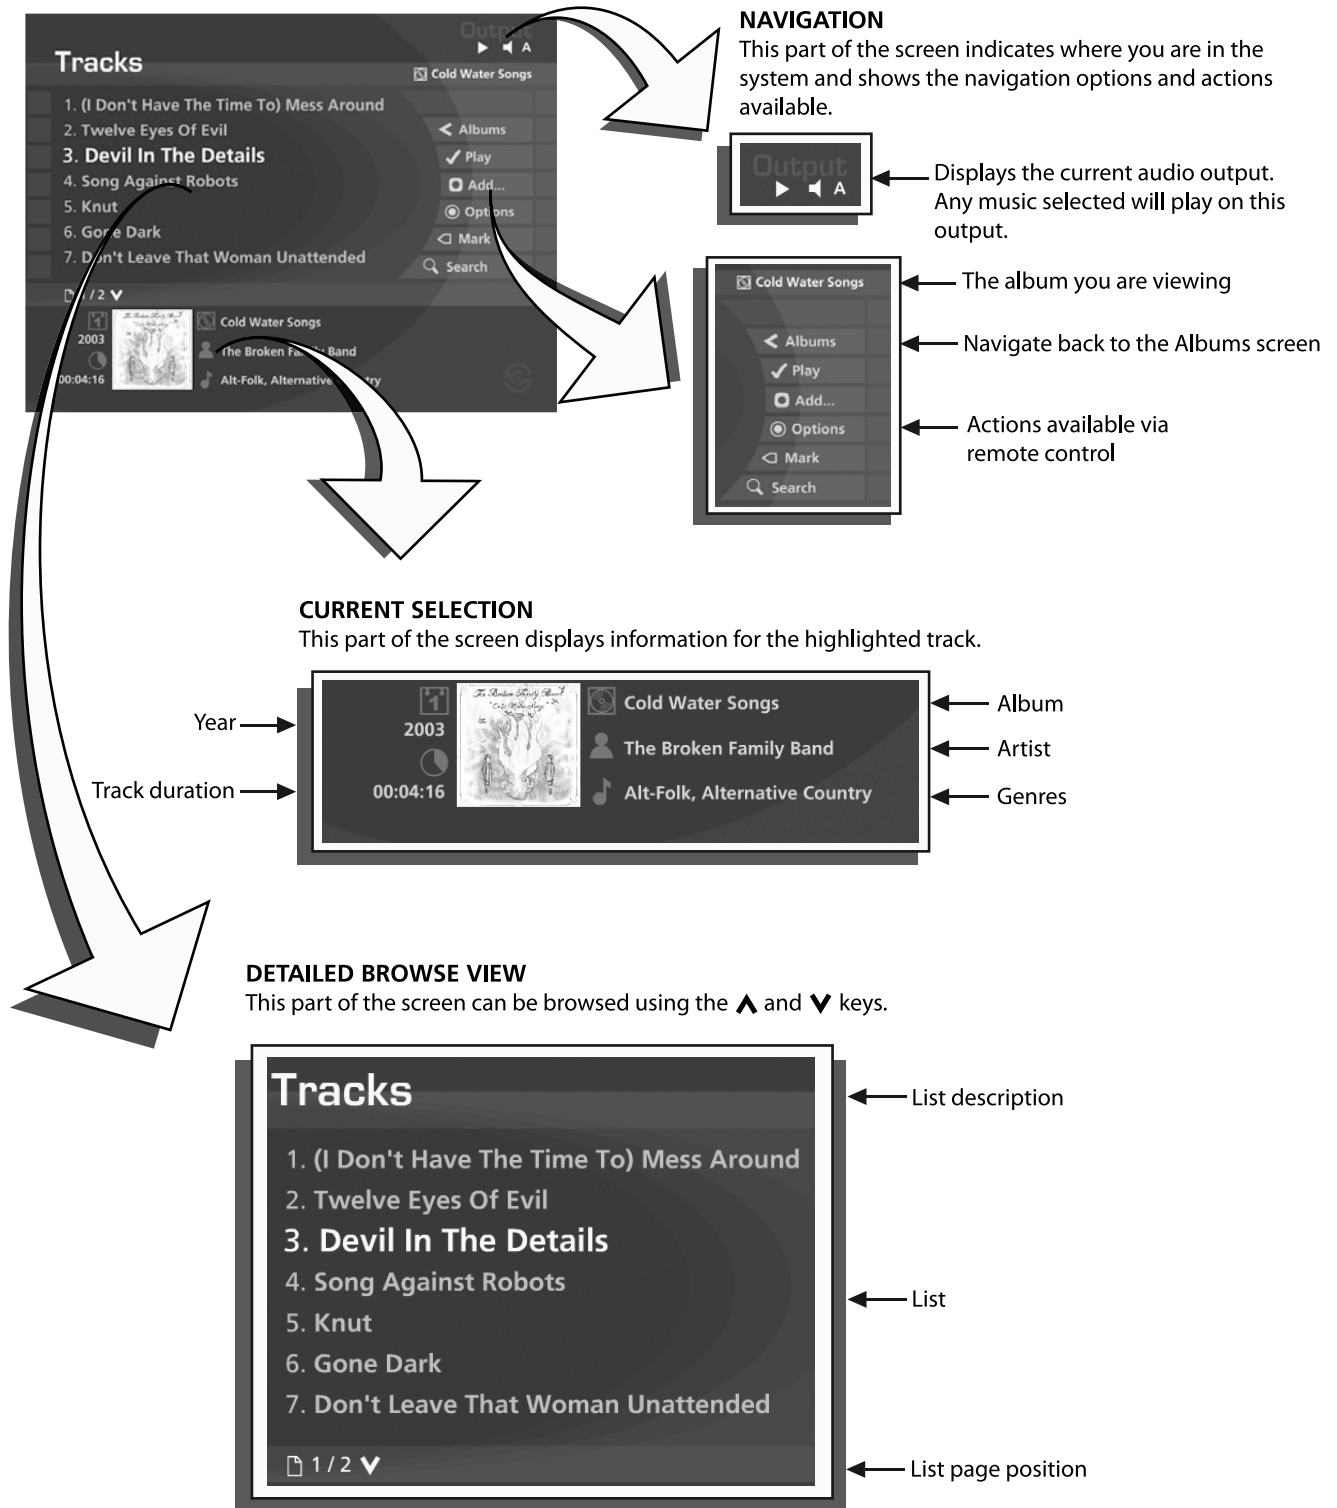 Output
A
Tracks
Cold Water Songs
1. (I Don't Have The Time To) Mess Around
2. Twelve Eyes Of Evil
3. Devil In The Details
4. Song Against Robots
5. Knut
6. Gone Dark
7. Don't Leave That Woman Unattended
Albums
Play
Add...
Options
Mark
Search
/ 2
2003
00:04:16
Cold Water Songs
The Broken Family Band
Alt-Folk, Alternative
NAVIGATION
This part of the screen indicates where you are in the
system and shows the navigation options and actions
available.
Output
A
Displays the current audio output.
Any music selected will play on this
output.
Cold Water Songs
The album you are viewing
Albums
Navigate back to the Albums screen
Play
Add...
Options
Mark
Search
Actions available via
remote control
CURRENT SELECTION
This part of the screen displays information for the highlighted track.
Year
Track duration
1
2003
00:04:16
The Broken Family Band
Cold Water Songs
The Broken Family Band
Alt-Folk, Alternative Country
Album
Artist
Genres
DETAILED BROWSE VIEW
This part of the screen can be browsed using the ∧ and ∨ keys.
Tracks
1. (I Don't Have The Time To) Mess Around
2. Twelve Eyes Of Evil
3. Devil In The Details
4. Song Against Robots
5. Knut
6. Gone Dark
7. Don't Leave That Woman Unattended
1 / 2
List description
List
List page position